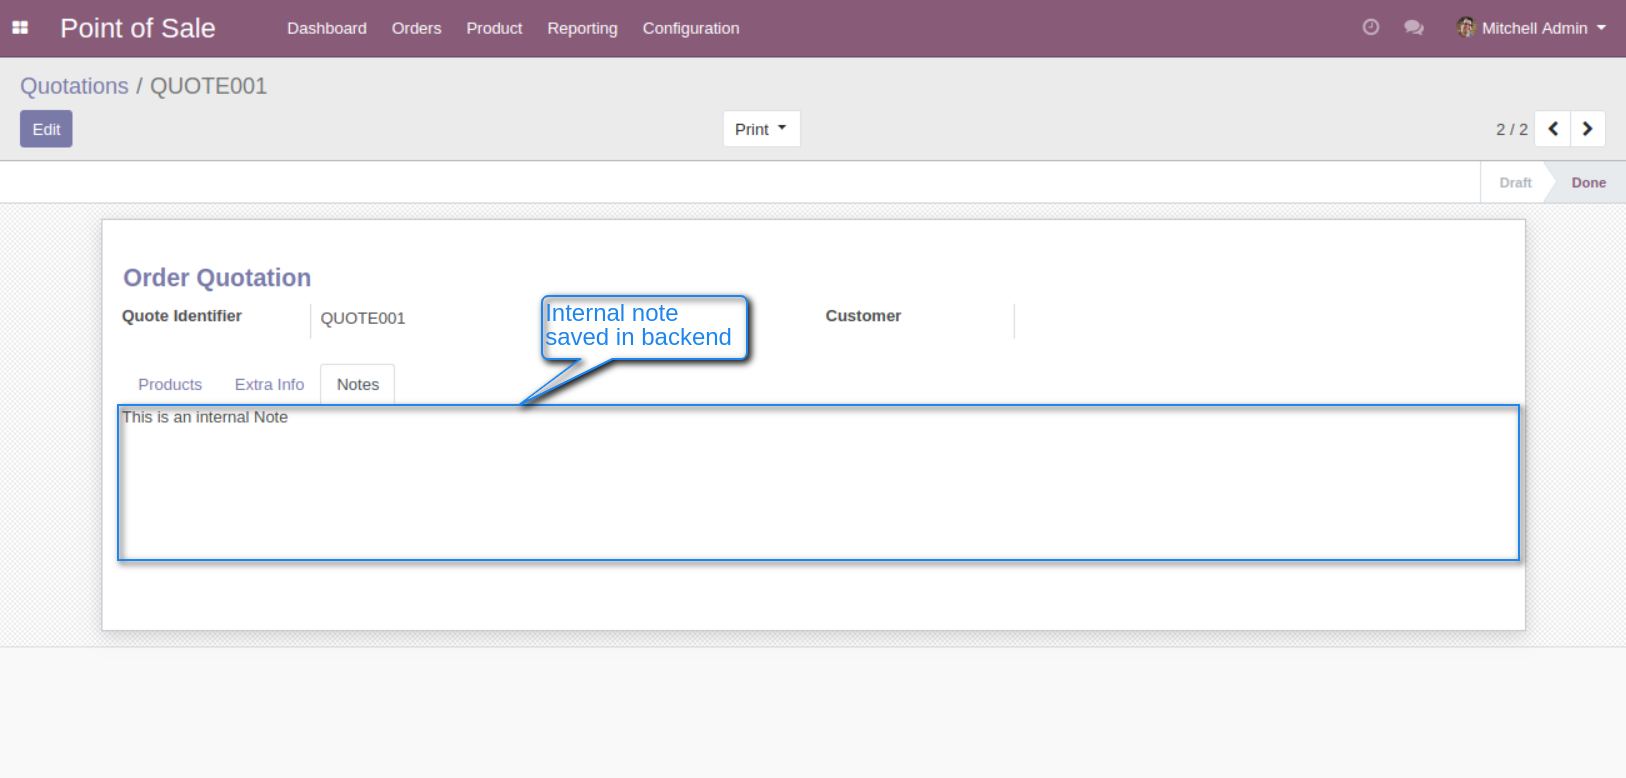 Point of Sale Dashboard Orders Product Reporting Configuration Mitchell Admin
Quotations / QUOTE001
Edit Print 2 / 2
Draft Done
Order Quotation
Quote Identifier QUOTE001 Customer
Internal note
saved in backend
Products Extra Info Notes
This is an internal Note